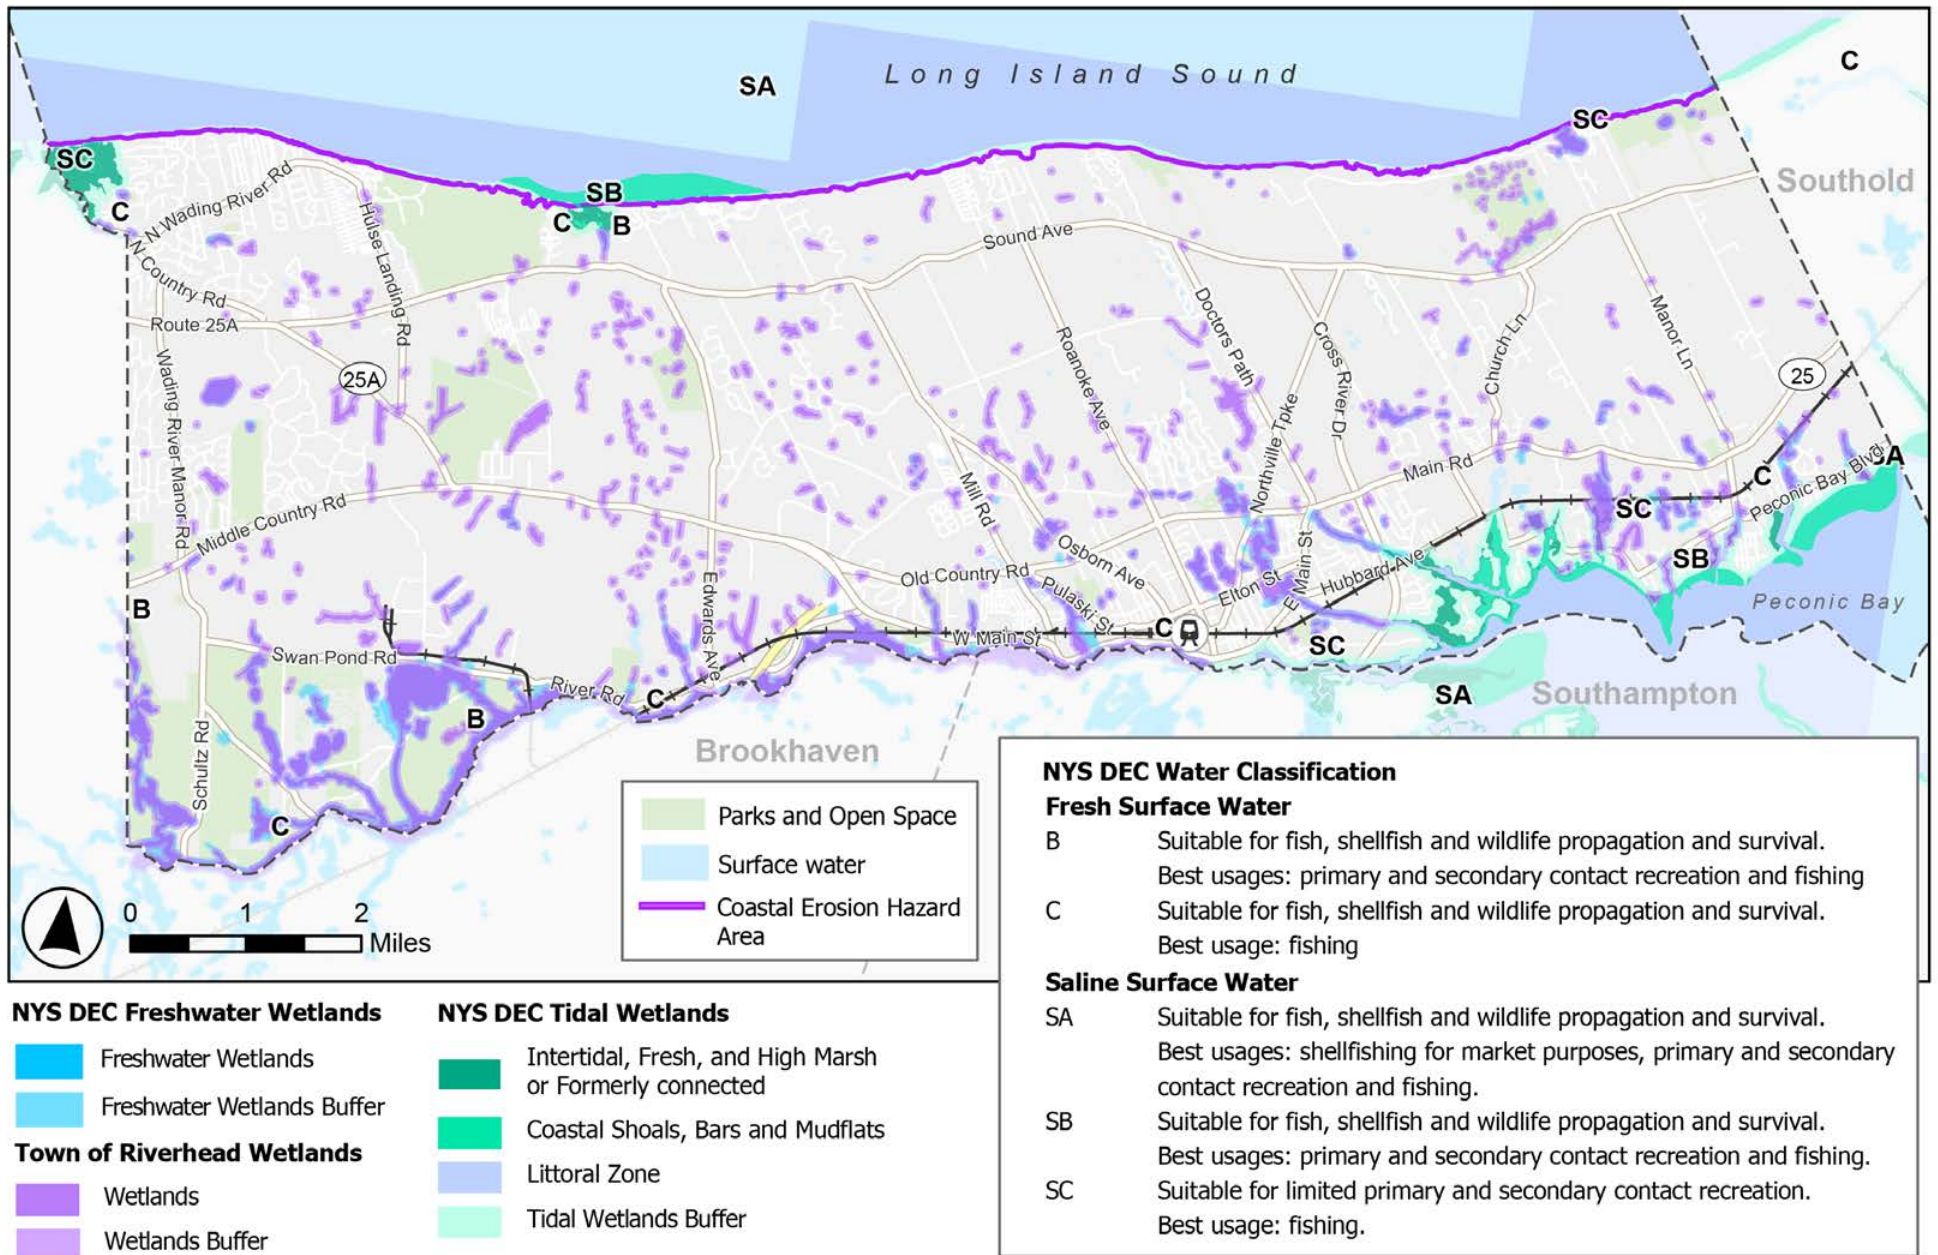 SA
Long Island Sound
C
SC
SC
Southold
SB
C
C
B
N Wading River Rd
Hulse Landing Rd
Sound Ave
N Country Rd
Route 25A
25A
Wading River Manor Rd
Doctors Path
Cross River Dr
Church Ln
Manor Ln
25
Roanoke Ave
Northville Tpke
Main Rd
Mill Rd
SA
C
Peconic Bay Blvd
SC
Middle Country Rd
Osborn Ave
Old Country Rd
Pulaski St
Elton St
E Main St
Hubbard Ave
SB
Peconic Bay
B
Edwards Ave
W Main St
C
SC
Swan Pond Rd
River Rd
C
B
SA
Southampton
Schultz Rd
Brookhaven
C
0 1 2
Miles
Parks and Open Space
Surface water
Coastal Erosion Hazard
Area
NYS DEC Water Classification
Fresh Surface Water
B Suitable for fish, shellfish and wildlife propagation and survival.
Best usages: primary and secondary contact recreation and fishing
C Suitable for fish, shellfish and wildlife propagation and survival.
Best usage: fishing
Saline Surface Water
SA Suitable for fish, shellfish and wildlife propagation and survival.
Best usages: shellfishing for market purposes, primary and secondary
contact recreation and fishing.
SB Suitable for fish, shellfish and wildlife propagation and survival.
Best usages: primary and secondary contact recreation and fishing.
SC Suitable for limited primary and secondary contact recreation.
Best usage: fishing.
NYS DEC Freshwater Wetlands
Freshwater Wetlands
Freshwater Wetlands Buffer
Town of Riverhead Wetlands
Wetlands
Wetlands Buffer
NYS DEC Tidal Wetlands
Intertidal, Fresh, and High Marsh
or Formerly connected
Coastal Shoals, Bars and Mudflats
Littoral Zone
Tidal Wetlands Buffer